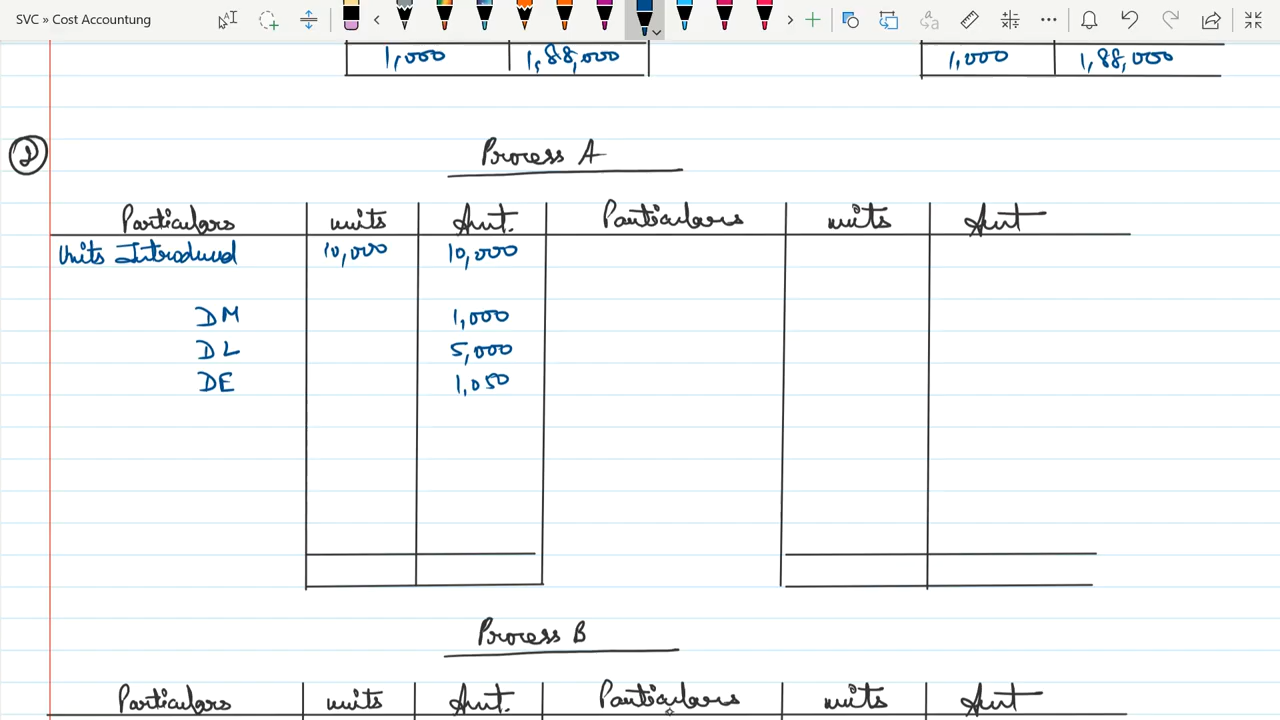 SVC » Cost Accountung
1,000 1,88,000 1,000 1,88,000
2 Process A
Particulars units Amt. Particulars units Amt
Units Introduced 10,000 10,000
DM 1,000
DL 5,000
DE 1,050
Process B
Particulars units Amt. Particulars units Amt